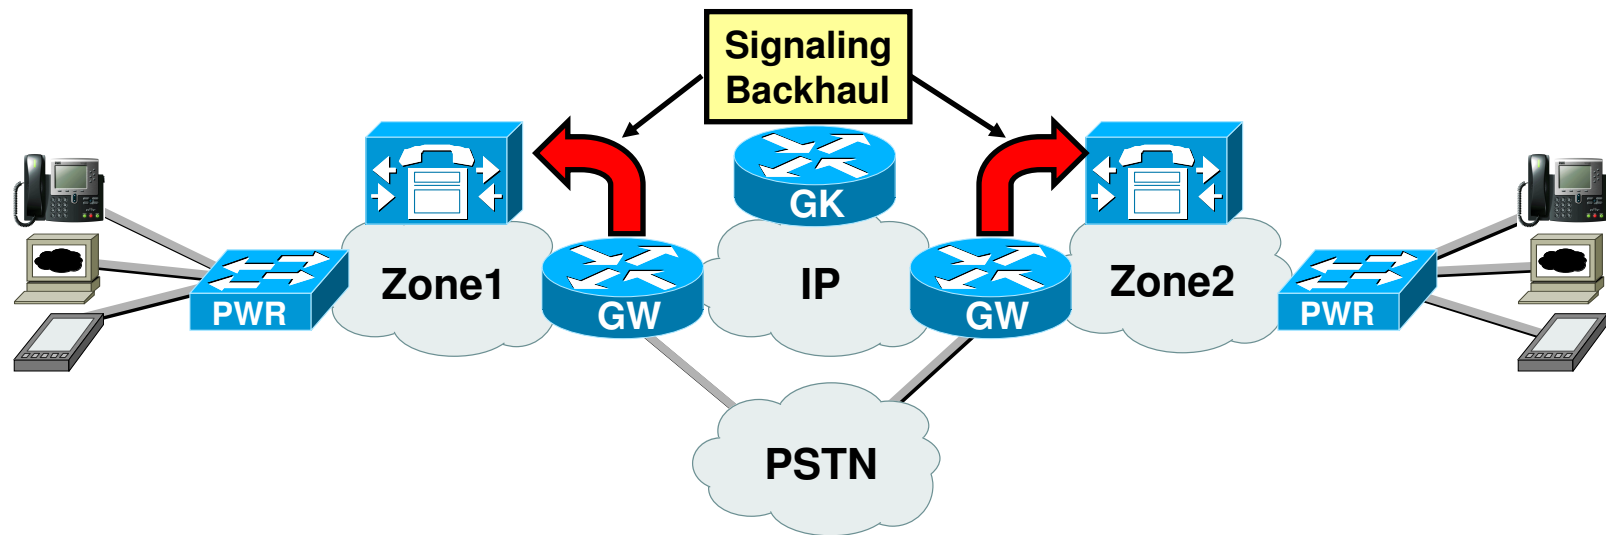 Signaling
Backhaul
GK
Zone1
IP
Zone2
PWR
GW
GW
PWR
PSTN